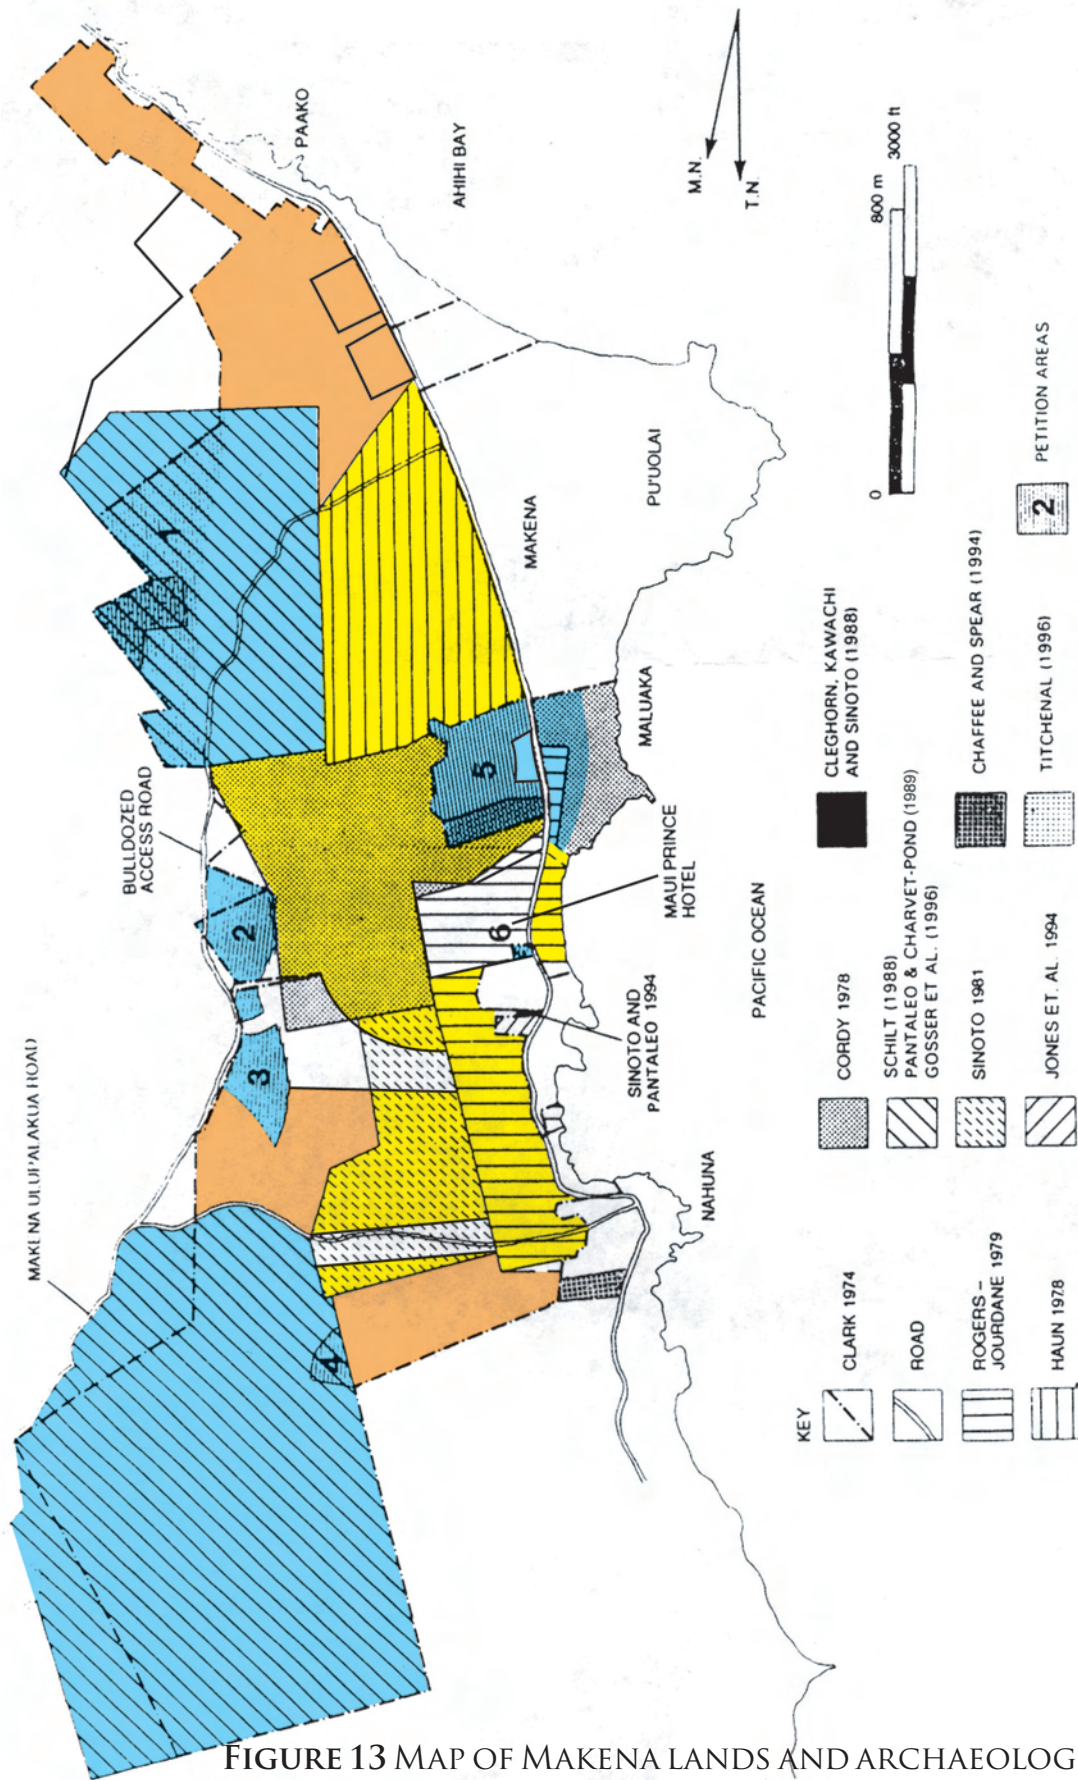 MAKENA ULUP'ALAKUA ROAD
BULLDOZED
ACCESS ROAD
PAAKO
AHIHI BAY
M.N.
T.N.
1
2
3
4
5
6
MAKENA
PU'UOLAI
MALUAKA
MAUI PRINCE
HOTEL
SINOTO AND
PANTALEO 1994
NAHUNA
PACIFIC OCEAN
0
800 m
3000 ft
KEY
CLARK 1974
ROAD
ROGERS -
JOURDANE 1979
HAUN 1978
CORDY 1978
SCHILT (1988)
PANTALEO & CHARVET-POND (1989)
GOSSER ET AL. (1996)
SINOTO 1981
JONES ET. AL. 1994
CLEGHORN, KAWACHI
AND SINOTO (1988)
CHAFFEE AND SPEAR (1994)
TITCHENAL (1996)
2
PETITION AREAS
FIGURE 13 MAP OF MAKENA LANDS AND ARCHAEOLOG